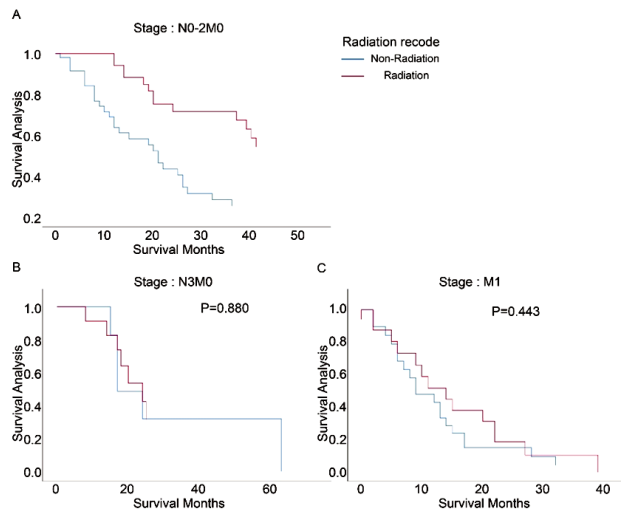 A
Stage : N0-2M0
Radiation recode
Non-Radiation
Radiation
Survival Analysis
1.0
0.8
0.6
0.4
0.2
0 10 20 30 40 50
Survival Months
B
Stage : N3M0
P=0.880
Survival Analysis
1.0
0.8
0.6
0.4
0.2
0.0
0 20 40 60
Survival Months
C
Stage : M1
P=0.443
Survival Analysis
1.0
0.8
0.6
0.4
0.2
0.0
0 10 20 30 40
Survival Months